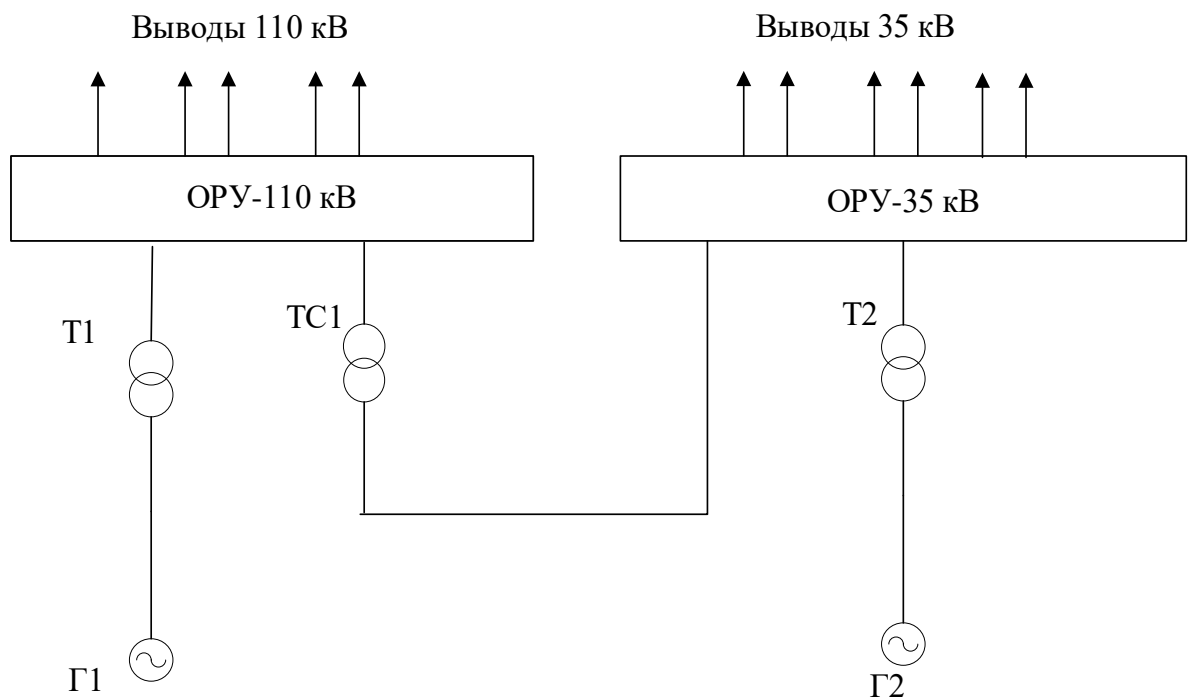 Выводы 110 кВ
Выводы 35 кВ
ОРУ-110 кВ
ОРУ-35 кВ
Т1
ТС1
Т2
Г1
Г2